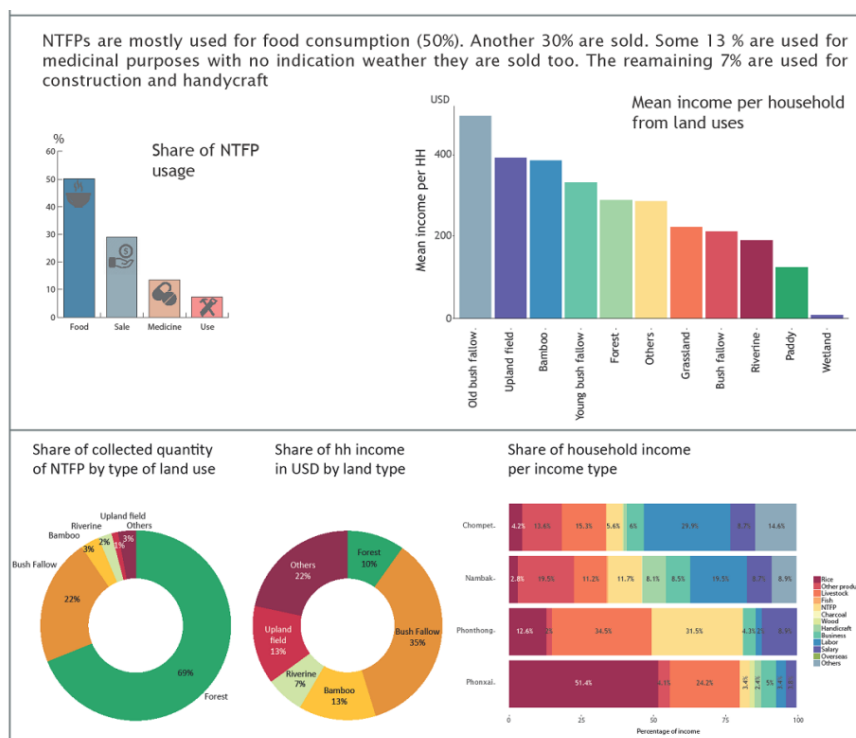 NTFPs are mostly used for food consumption (50%). Another 30% are sold. Some 13 % are used for
medicinal purposes with no indication weather they are sold too. The reamaining 7% are used for
construction and handycraft
Share of NTFP
usage
%
60
50
40
30
20
10
0
Food
Sale
Medicine
Use
Mean income per household
from land uses
USD
Mean income per HH
400
200
0
Old bush fallow
Upland field
Bamboo
Young bush fallow
Forest
Others
Grassland
Bush fallow
Riverine
Paddy
Wetland
Share of collected quantity
of NTFP by type of land use
Upland field
Others
Riverine
Bamboo
Bush Fallow
Forest
3%
1%
2%
3%
22%
69%
Share of hh income
in USD by land type
Forest
10%
Bush Fallow
35%
Bamboo
13%
Riverine
7%
Upland
field
13%
Others
22%
Share of household income
per income type
Chompet
4.2% 13.6% 15.3% 5.6% 6% 29.9% 14.6%
Nambak
2.8% 19.5% 11.2% 11.7% 8.1% 8.5% 19.5% 8.9%
Phonthong
12.6% 34.5% 31.5% 4.3%
Phonxai
51.4% 24.2% 3.4% 2.4% 5% 3.4%
0 25 50 75 100
Percentage of income
Rice
Other produ
Livestock
Fish
NTFP
Charcoal
Wood
Handicraft
Business
Labor
Salary
Overseas
Others